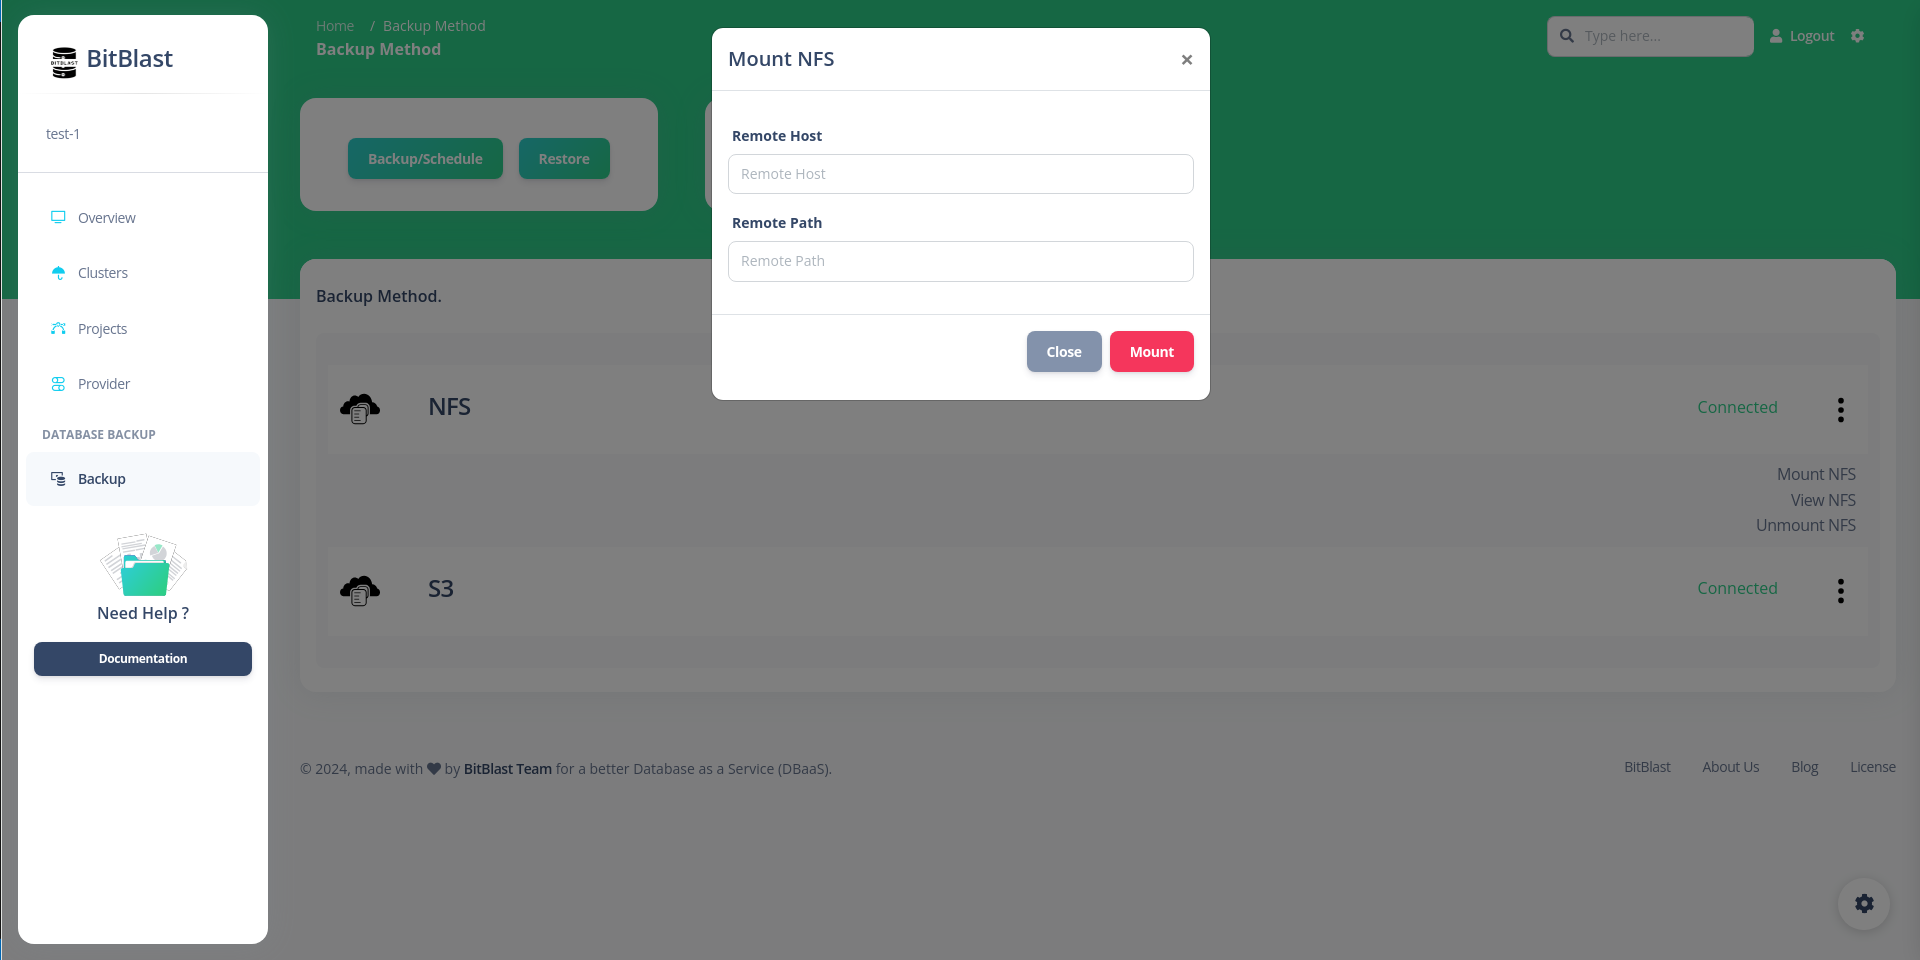 BitBlast
BITBLAST
test-1
Overview
Clusters
Projects
Provider
DATABASE BACKUP
Backup
Need Help ?
Documentation
Home / Backup Method
Backup Method
Type here...
Logout
Backup/Schedule
Restore
Mount NFS
×
Remote Host
Remote Host
Remote Path
Remote Path
Close
Mount
Backup Method.
NFS
Connected
Mount NFS
View NFS
Unmount NFS
S3
Connected
© 2024, made with by BitBlast Team for a better Database as a Service (DBaaS).
BitBlast
About Us
Blog
License